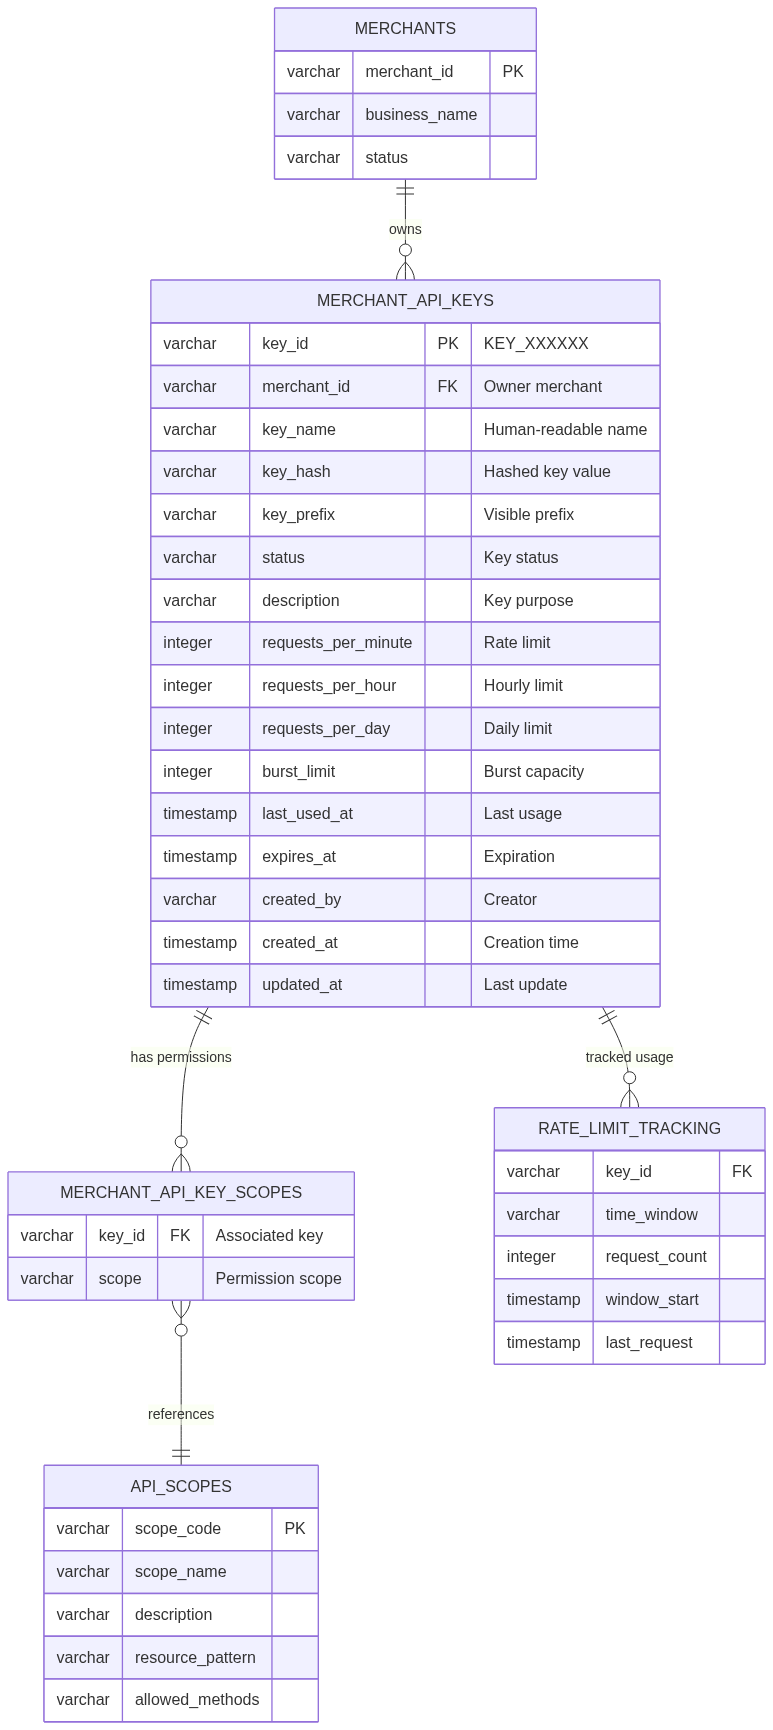 MERCHANTS
varchar merchant_id PK
varchar business_name
varchar status
owns
MERCHANT_API_KEYS
varchar key_id PK KEY_XXXXXX
varchar merchant_id FK Owner merchant
varchar key_name Human-readable name
varchar key_hash Hashed key value
varchar key_prefix Visible prefix
varchar status Key status
varchar description Key purpose
integer requests_per_minute Rate limit
integer requests_per_hour Hourly limit
integer requests_per_day Daily limit
integer burst_limit Burst capacity
timestamp last_used_at Last usage
timestamp expires_at Expiration
varchar created_by Creator
timestamp created_at Creation time
timestamp updated_at Last update
has permissions
tracked usage
MERCHANT_API_KEY_SCOPES
varchar key_id FK Associated key
varchar scope Permission scope
RATE_LIMIT_TRACKING
varchar key_id FK
varchar time_window
integer request_count
timestamp window_start
timestamp last_request
references
API_SCOPES
varchar scope_code PK
varchar scope_name
varchar description
varchar resource_pattern
varchar allowed_methods